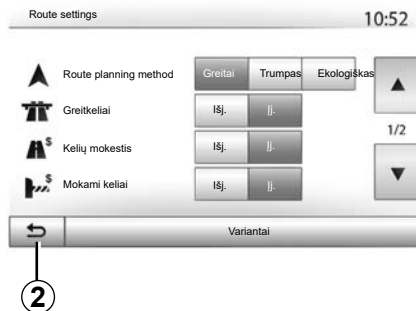 Route settings 10:52
Route planning method Greitai Trumpas Ekologiškas
Greitkeliai Išj. Įj.
1/2
$ Kelių mokestis Išj. Įj.
$ Mokami keliai Išj. Įj.
Variantai
2